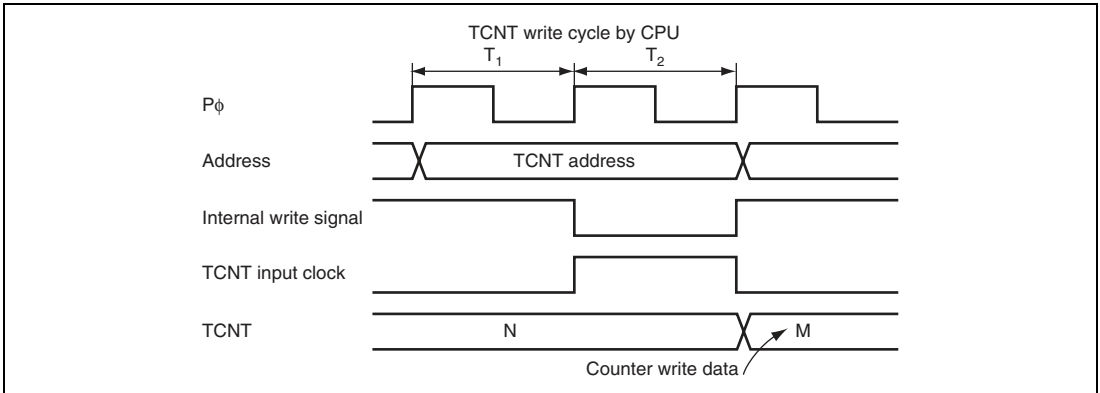 TCNT write cycle by CPU
T1 T2
Pϕ
Address TCNT address
Internal write signal
TCNT input clock
TCNT N M
Counter write data